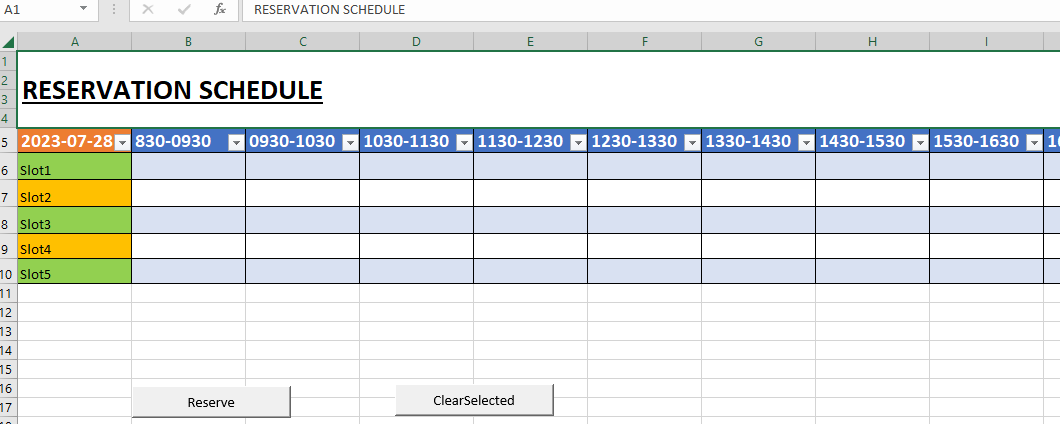 A1 fx RESERVATION SCHEDULE
A B C D E F G H I
1
2
3
4
RESERVATION SCHEDULE
5 2023-07-28 830-0930 0930-1030 1030-1130 1130-1230 1230-1330 1330-1430 1430-1530 1530-1630
6 Slot1
7 Slot2
8 Slot3
9 Slot4
10 Slot5
11
12
13
14
15
16
17
Reserve ClearSelected